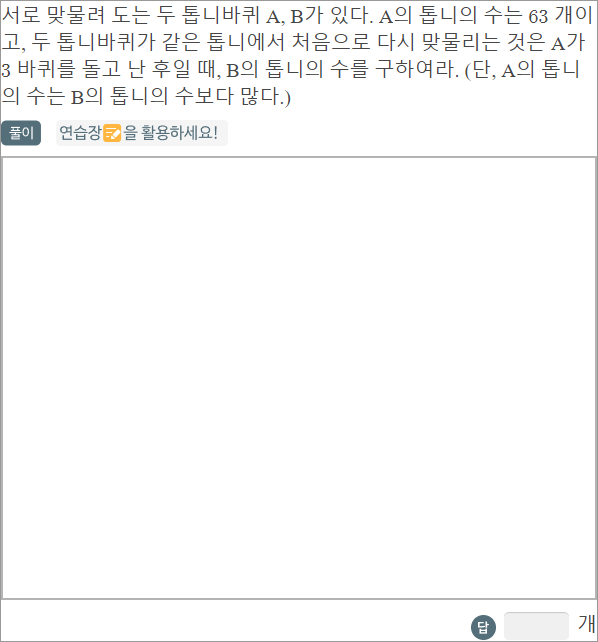 서로 맞물려 도는 두 톱니바퀴 A, B가 있다. A의 톱니의 수는 63 개이
고, 두 톱니바퀴가 같은 톱니에서 처음으로 다시 맞물리는 것은 A가
3 바퀴를 돌고 난 후일 때, B의 톱니의 수를 구하여라. (단, A의 톱니
의 수는 B의 톱니의 수보다 많다.)
풀이 연습장을 활용하세요!
답 개